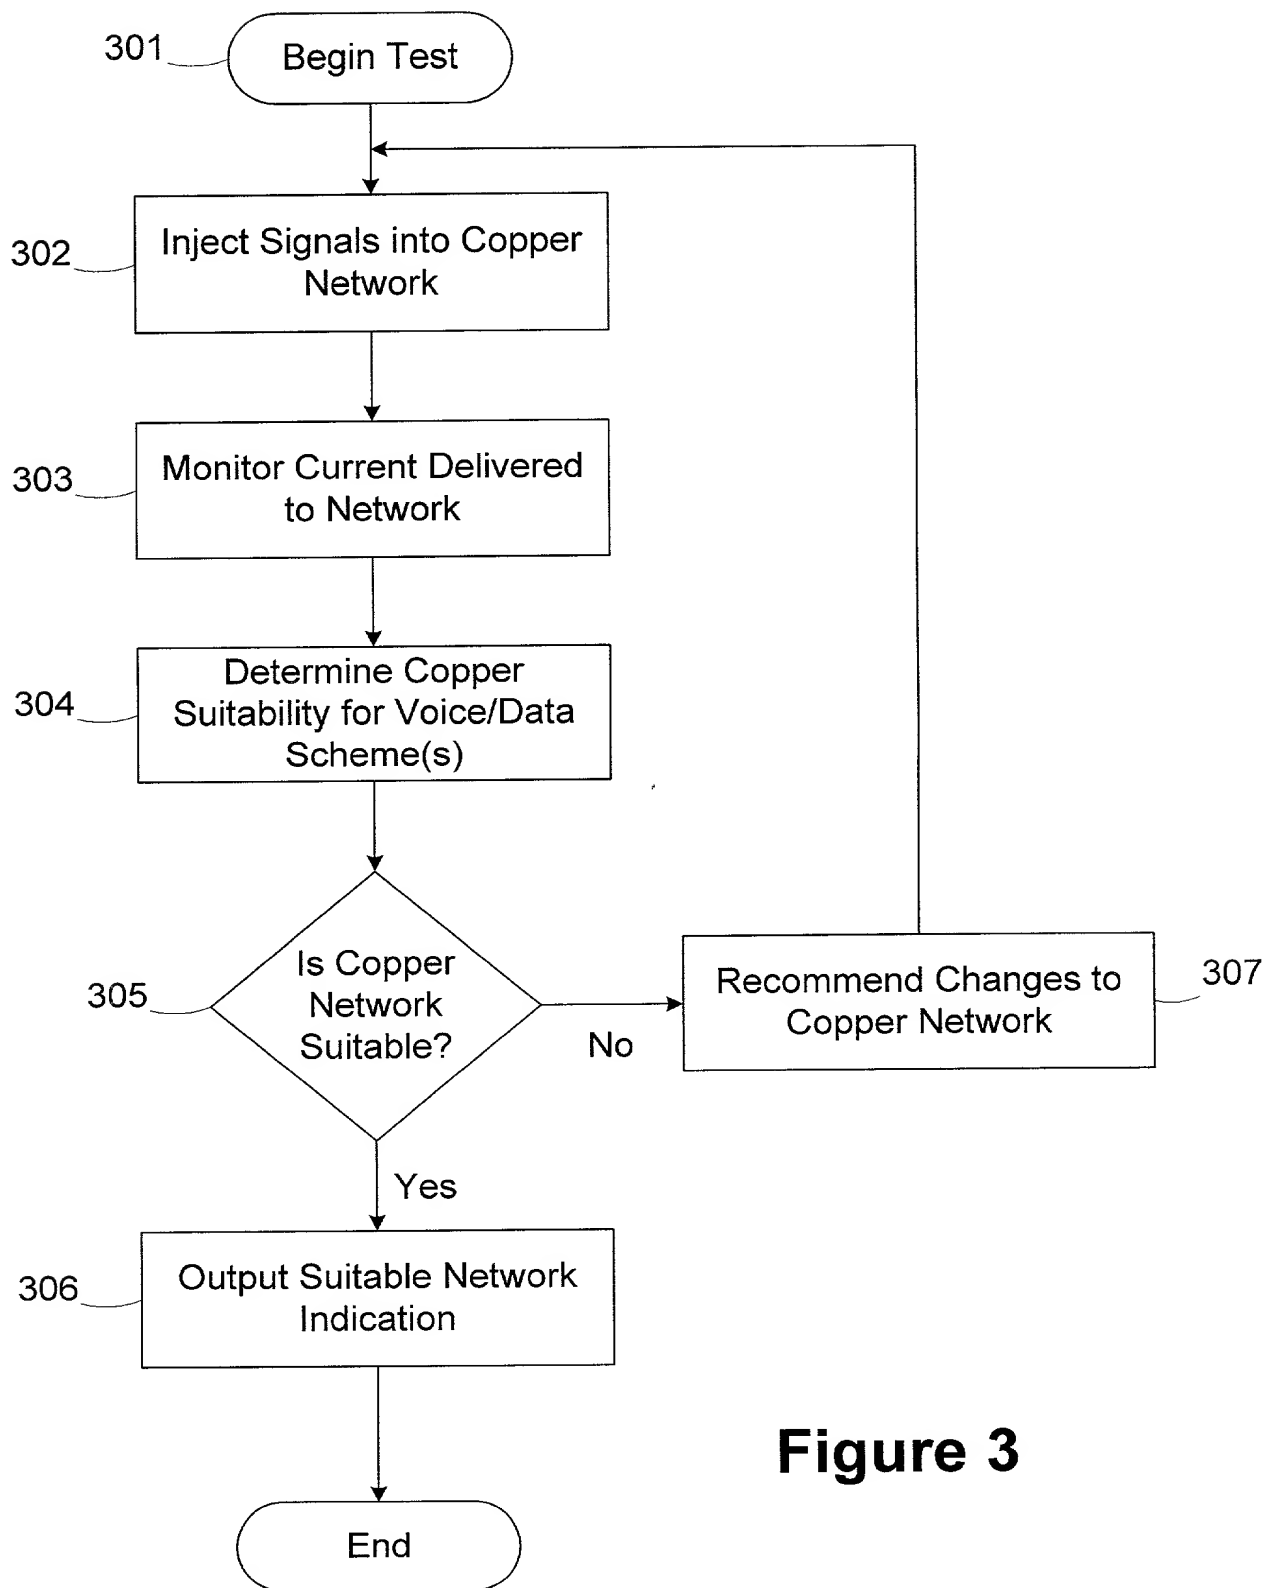 301
Begin Test
302
Inject Signals into Copper
Network
303
Monitor Current Delivered
to Network
304
Determine Copper
Suitability for Voice/Data
Scheme(s)
305
Is Copper
Network
Suitable?
No
Recommend Changes to
Copper Network
307
Yes
306
Output Suitable Network
Indication
Figure 3
End